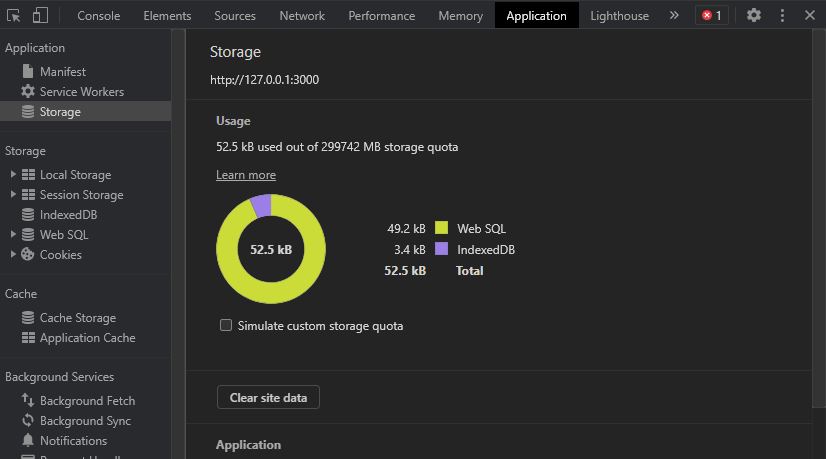 Console Elements Sources Network Performance Memory Application Lighthouse » 1
Application
Manifest
Service Workers
Storage
Storage
Local Storage
Session Storage
IndexedDB
Web SQL
Cookies
Cache
Cache Storage
Application Cache
Background Services
Background Fetch
Background Sync
Notifications
Storage
http://127.0.0.1:3000
Usage
52.5 kB used out of 299742 MB storage quota
Learn more
52.5 kB
49.2 kB Web SQL
3.4 kB IndexedDB
52.5 kB Total
Simulate custom storage quota
Clear site data
Application